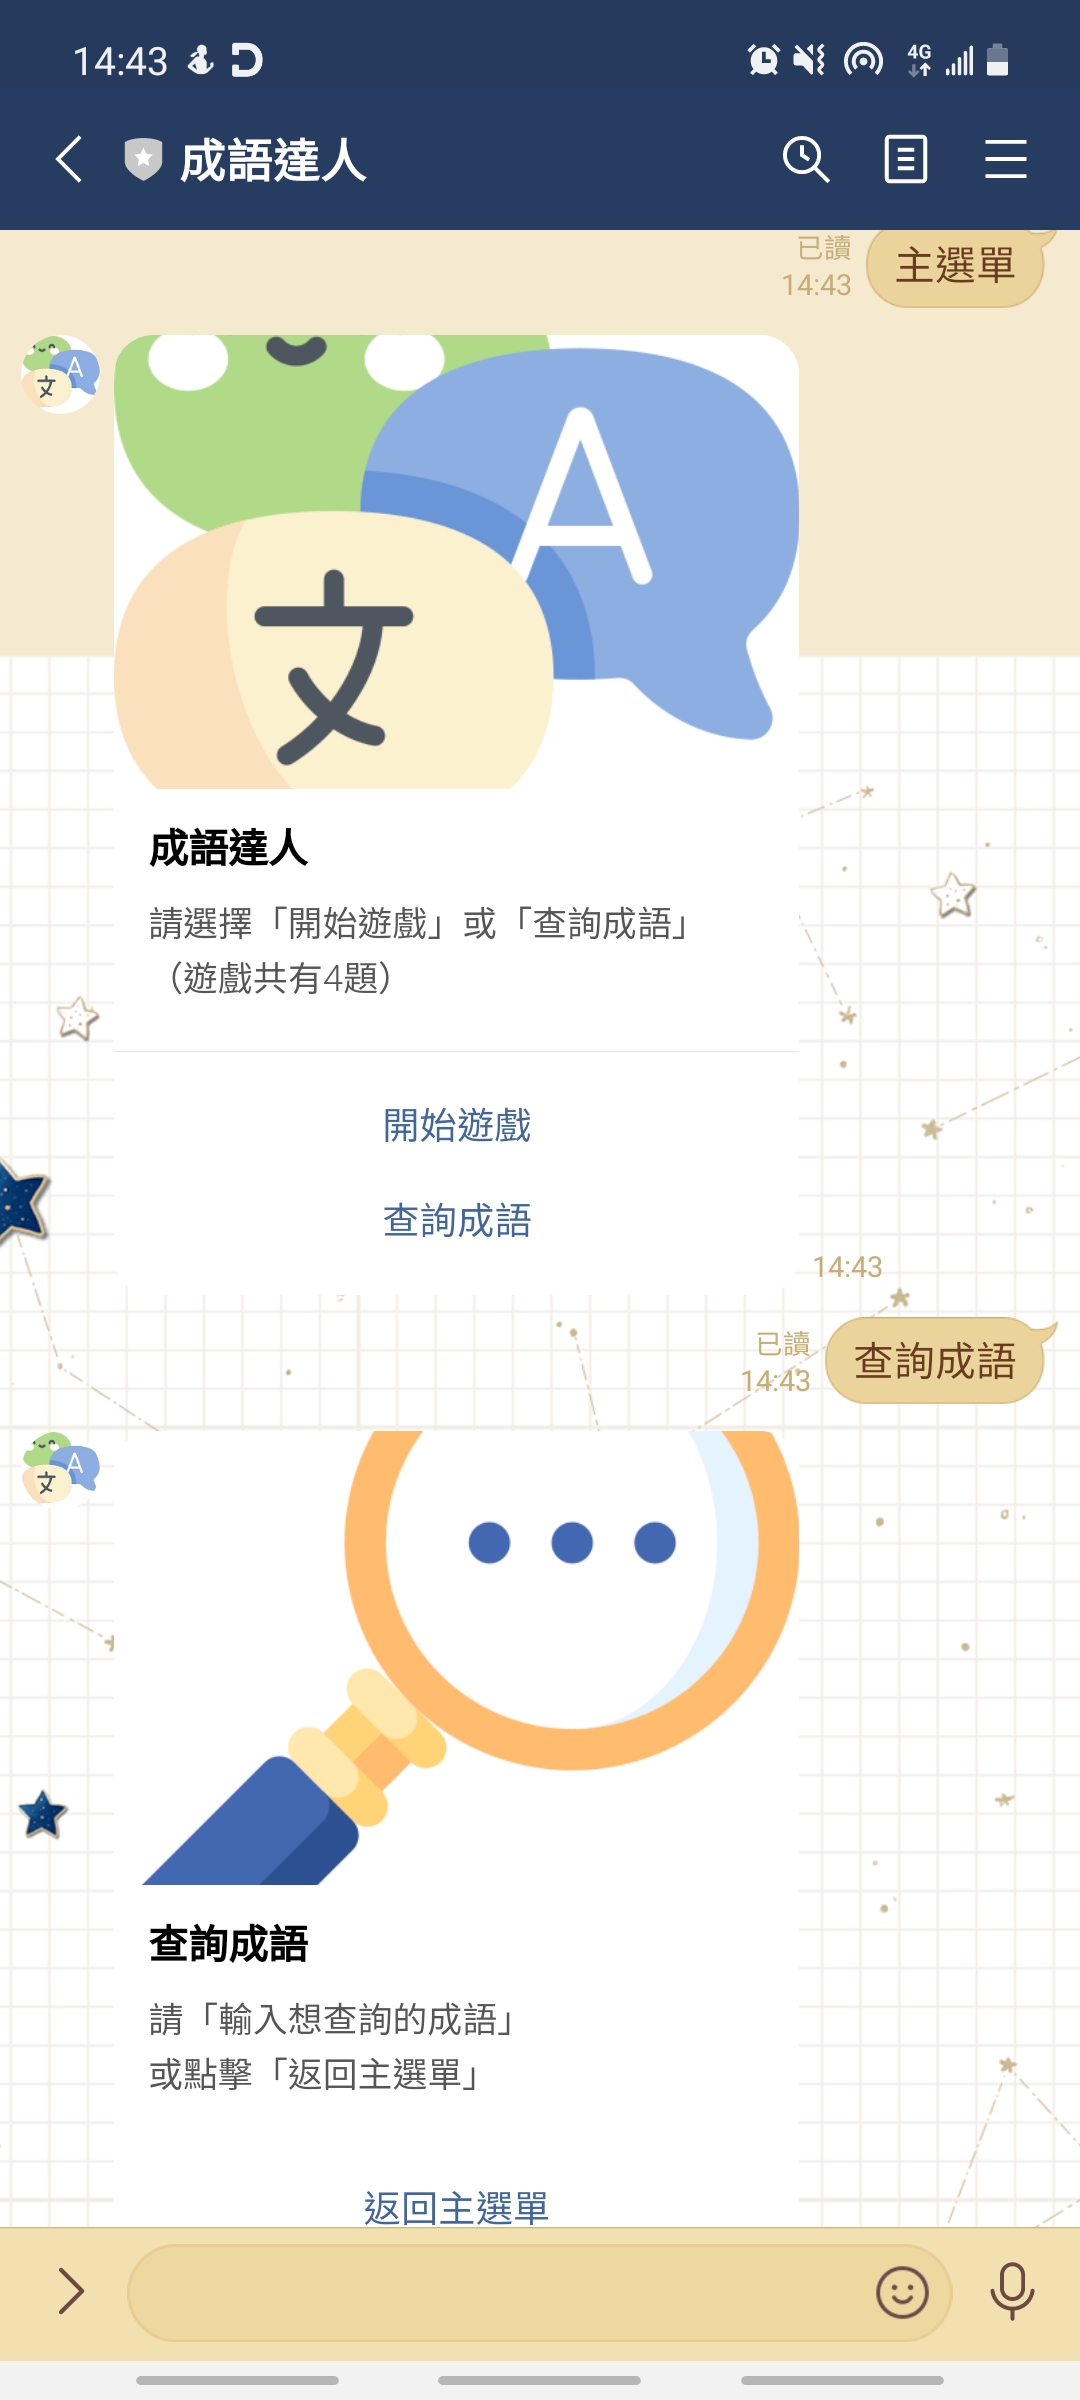 14:43
4G
成語達人
已讀
14:43
主選單
A
文
A
文
成語達人
請選擇「開始遊戲」或「查詢成語」
（遊戲共有4題）
開始遊戲
查詢成語
14:43
已讀
14:43
查詢成語
A
文
查詢成語
請「輸入想查詢的成語」
或點擊「返回主選單」
返回主選單